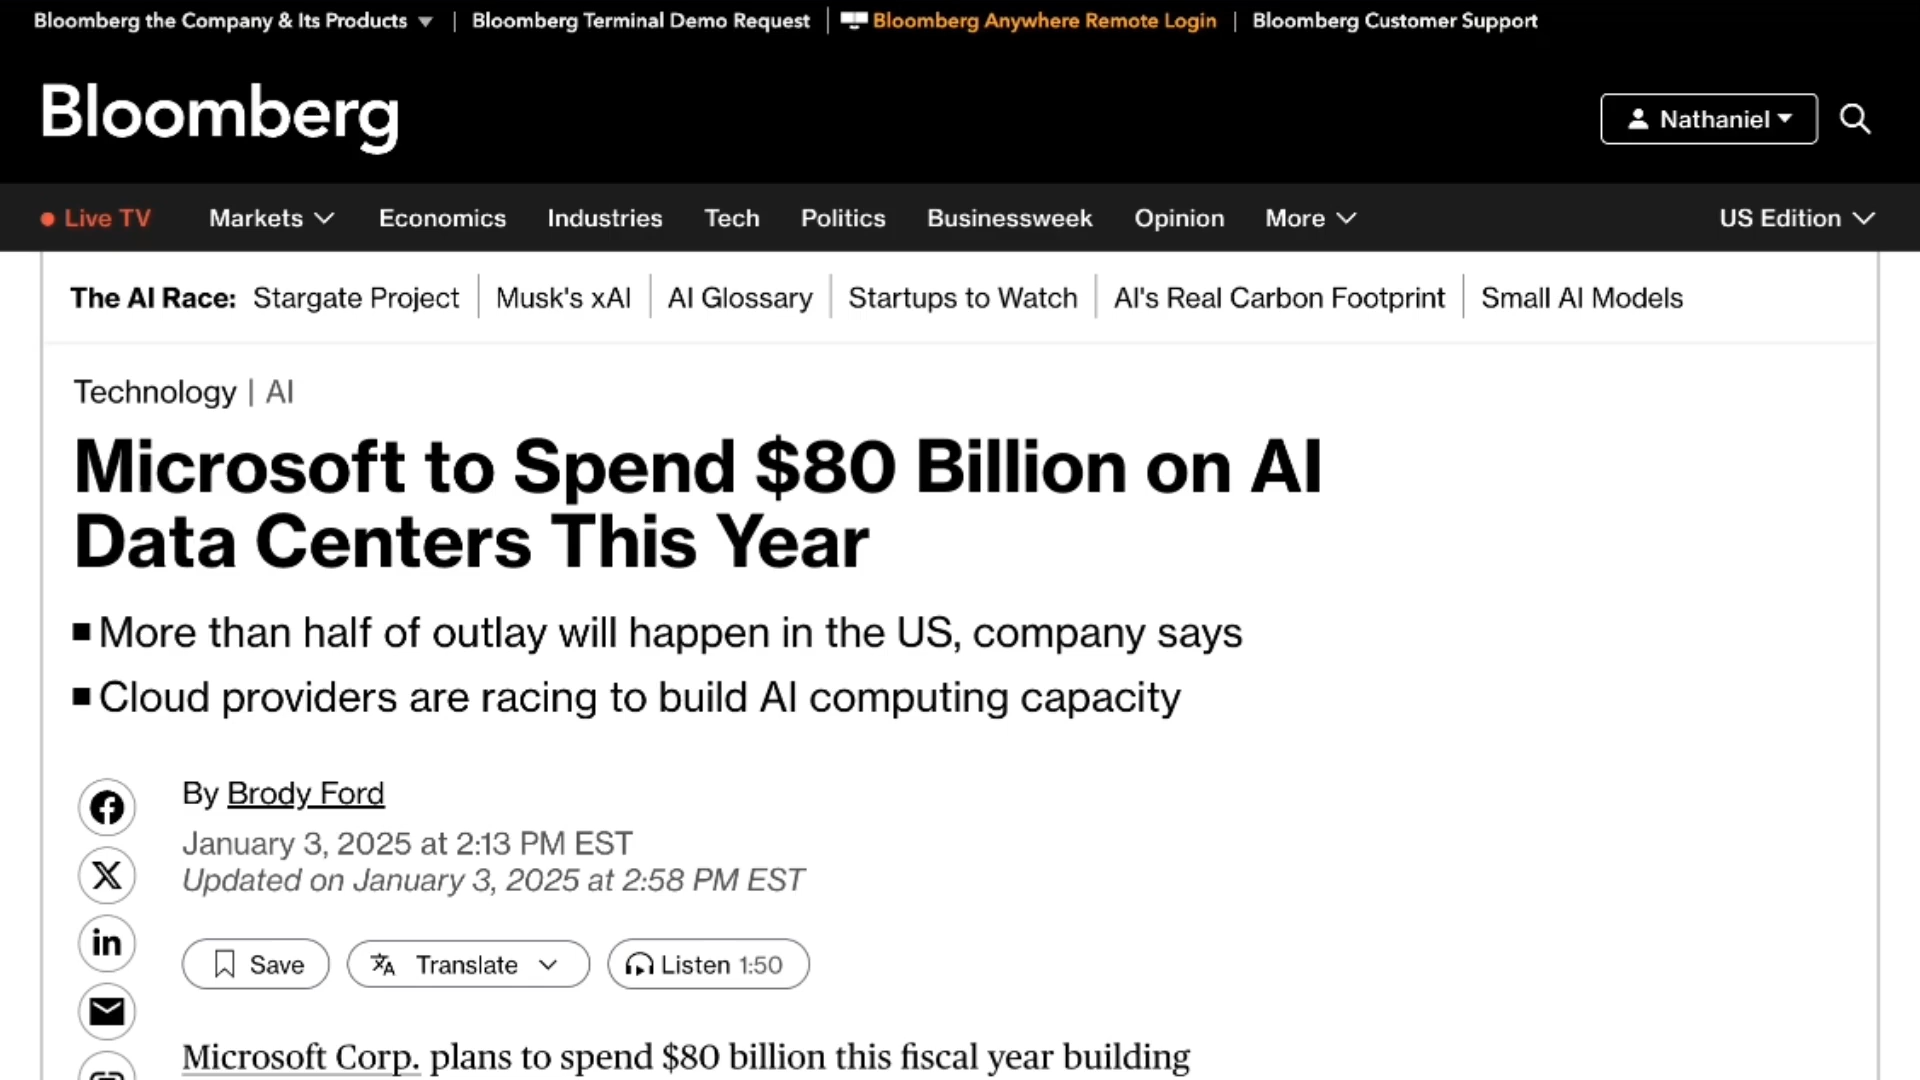 Bloomberg the Company & Its Products ▼ | Bloomberg Terminal Demo Request | Bloomberg Anywhere Remote Login | Bloomberg Customer Support
Bloomberg
Nathaniel
Live TV Markets Economics Industries Tech Politics Businessweek Opinion More US Edition
The AI Race: Stargate Project | Musk's xAI | AI Glossary | Startups to Watch | AI's Real Carbon Footprint | Small AI Models
Technology | AI
Microsoft to Spend $80 Billion on AI
Data Centers This Year
■ More than half of outlay will happen in the US, company says
■ Cloud providers are racing to build AI computing capacity
By Brody Ford
January 3, 2025 at 2:13 PM EST
Updated on January 3, 2025 at 2:58 PM EST
Save Translate Listen 1:50
Microsoft Corp. plans to spend $80 billion this fiscal year building